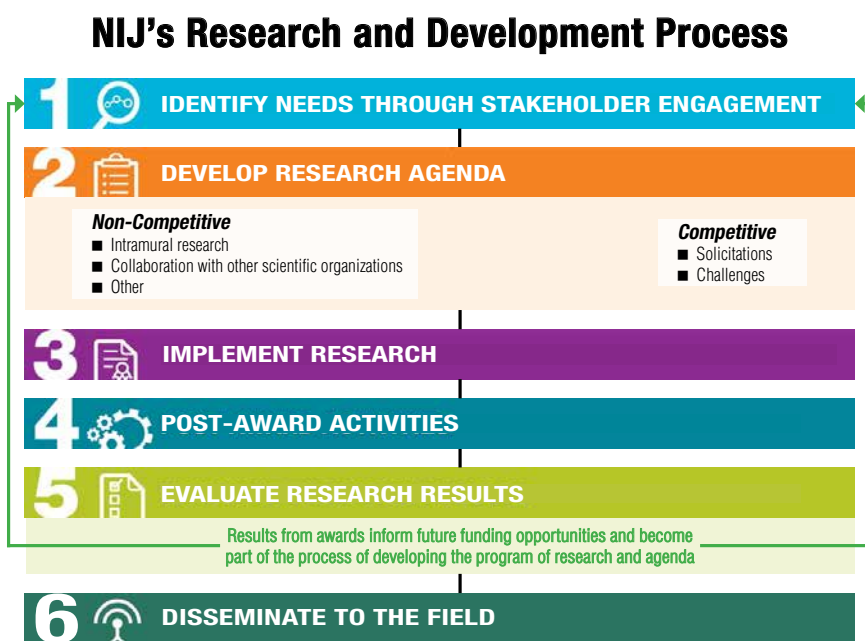 NIJ's Research and Development Process
1 IDENTIFY NEEDS THROUGH STAKEHOLDER ENGAGEMENT
2 DEVELOP RESEARCH AGENDA
Non-Competitive
■ Intramural research
■ Collaboration with other scientific organizations
■ Other
Competitive
■ Solicitations
■ Challenges
3 IMPLEMENT RESEARCH
4 POST-AWARD ACTIVITIES
5 EVALUATE RESEARCH RESULTS
Results from awards inform future funding opportunities and become
part of the process of developing the program of research and agenda
6 DISSEMINATE TO THE FIELD